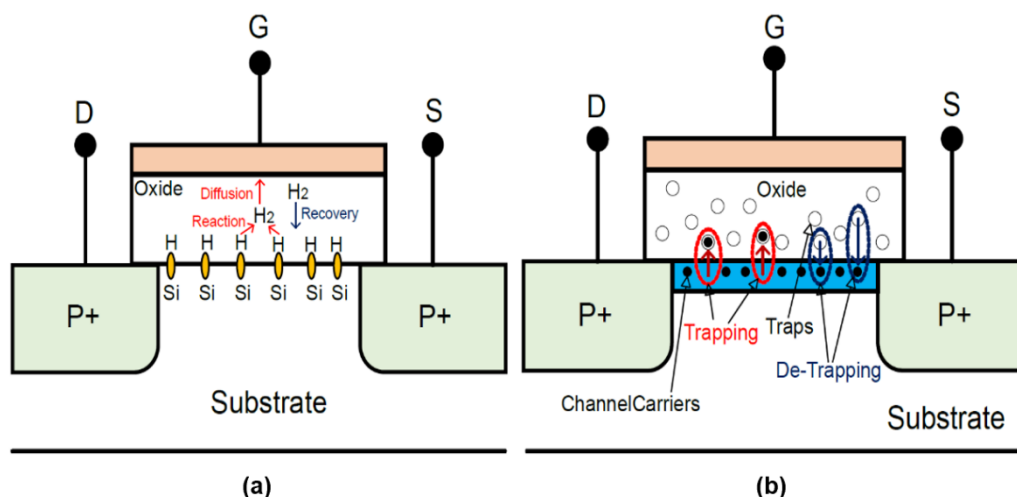 G
D
S
Oxide
Diffusion
H2
Reaction
H2
Recovery
H H H H H H
Si Si Si Si Si Si
P+
P+
Substrate
(a)
G
D
S
Oxide
P+
P+
Trapping
Traps
De-Trapping
ChannelCarriers
Substrate
(b)